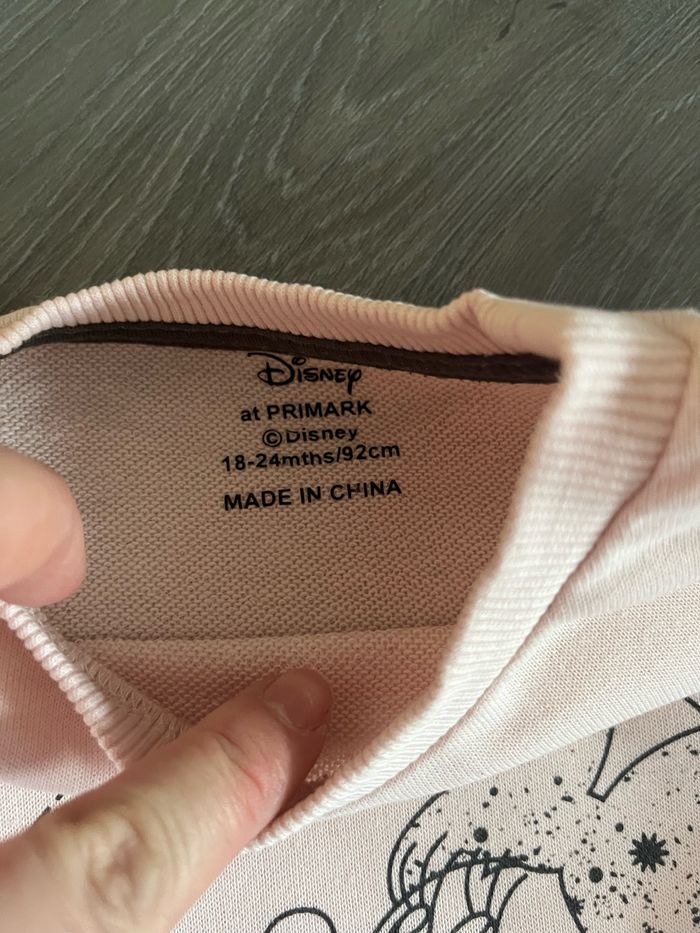 Disney
at PRIMARK
©Disney
18-24mths/92cm
MADE IN CHINA